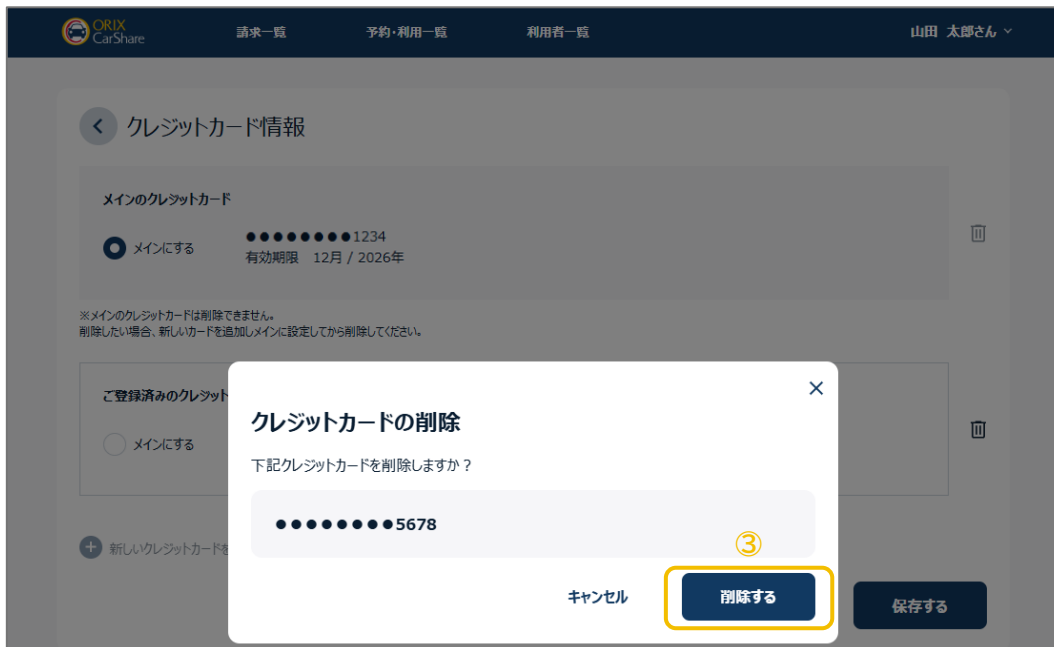 ORIX
CarShare
請求一覧 予約・利用一覧 利用者一覧 山田 太郎さん
クレジットカード情報
メインのクレジットカード
メインにする
●●●●●●●●1234
有効期限 12月 / 2026年
※メインのクレジットカードは削除できません。
削除したい場合、新しいカードを追加しメインに設定してから削除してください。
ご登録済みのクレジット
メインにする
新しいクレジットカードを
クレジットカードの削除
下記クレジットカードを削除しますか？
●●●●●●●●5678
③
キャンセル 削除する
保存する